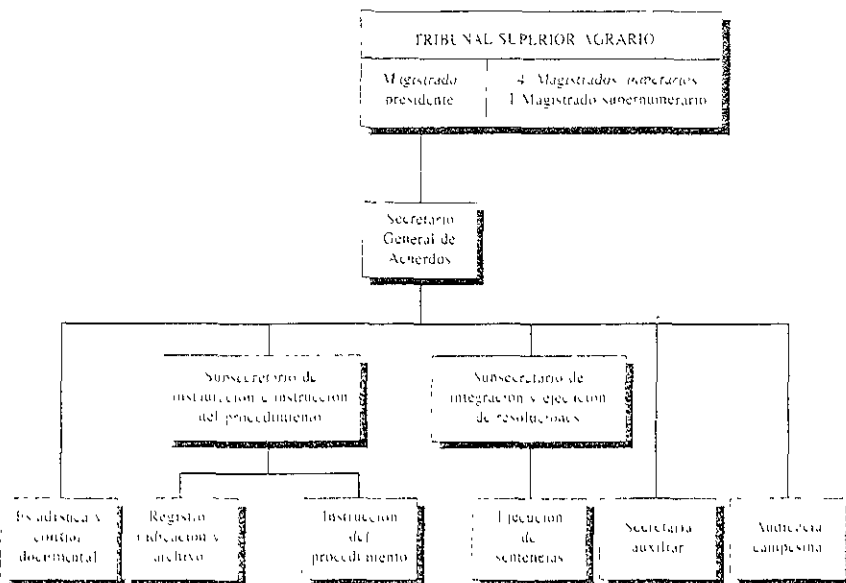 TRIBUNAL SUPERIOR AGRARIO
Magistrado
presidente
4 Magistrados numerarios
1 Magistrado supernumerario
Secretario
General de
Acuerdos
Subsecretario de
instrucción
del procedimiento
Subsecretario de
integración y ejecución
de resoluciones
Estadística y
control
documental
Registro
radicación y
archivo
Instrucción
del
procedimiento
Ejecución
de
sentencias
Secretaría
auxiliar
Audiencia
campesina